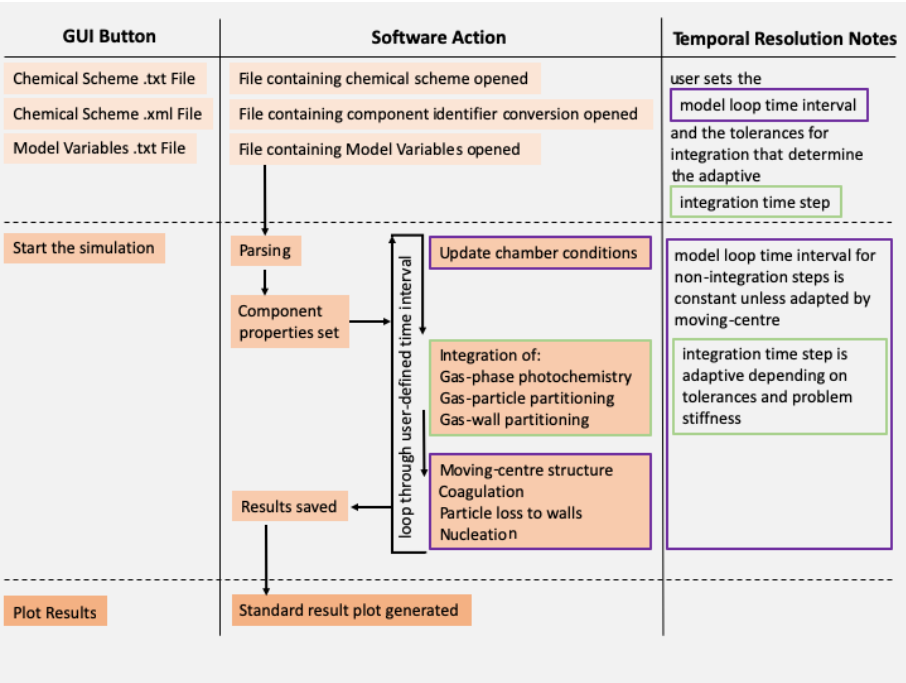 GUI Button
Software Action
Temporal Resolution Notes
Chemical Scheme .txt File
File containing chemical scheme opened
Chemical Scheme .xml File
File containing component identifier conversion opened
Model Variables .txt File
File containing Model Variables opened
user sets the
model loop time interval
and the tolerances for
integration that determine
the adaptive
integration time step
Start the simulation
Parsing
Component
properties set
loop through user-defined time interval
Update chamber conditions
Integration of:
Gas-phase photochemistry
Gas-particle partitioning
Gas-wall partitioning
Moving-centre structure
Coagulation
Particle loss to walls
Nucleation
Results saved
model loop time interval for
non-integration steps is
constant unless adapted by
moving-centre
integration time step is
adaptive depending on
tolerances and problem
stiffness
Plot Results
Standard result plot generated